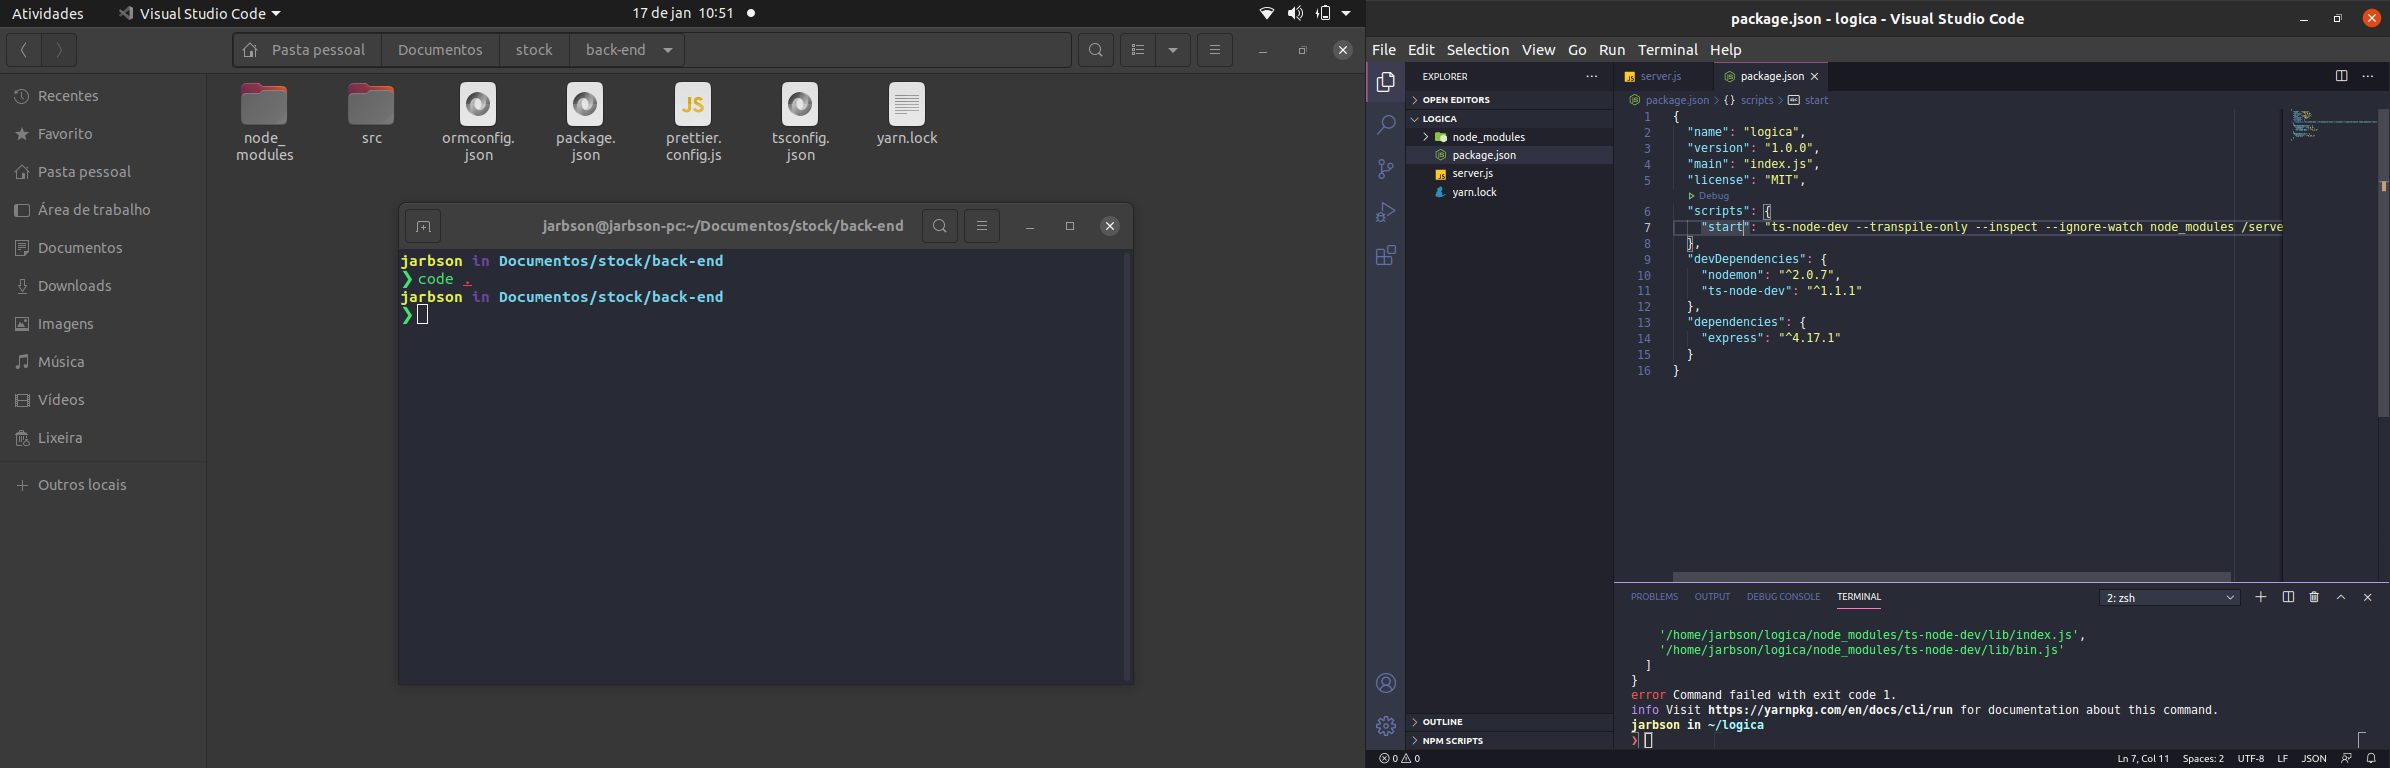 Atividades
Visual Studio Code
17 de jan 10:51
Pasta pessoal
Documentos
stock
back-end
Recentes
Favorito
Pasta pessoal
Área de trabalho
Documentos
Downloads
Imagens
Música
Vídeos
Lixeira
Outros locais
node_
modules
src
ormconfig.
json
package.
json
prettier.
config.js
tsconfig.
json
yarn.lock
jarbson@jarbson-pc:~/Documentos/stock/back-end
jarbson in Documentos/stock/back-end
❯ code .
jarbson in Documentos/stock/back-end
❯
package.json - logica - Visual Studio Code
File Edit Selection View Go Run Terminal Help
EXPLORER
OPEN EDITORS
LOGICA
node_modules
package.json
server.js
yarn.lock
OUTLINE
NPM SCRIPTS
server.js
package.json
package.json > {} scripts > start
1 {
2 "name": "logica",
3 "version": "1.0.0",
4 "main": "index.js",
5 "license": "MIT",
Debug
6 "scripts": {
7 "start": "ts-node-dev --transpile-only --inspect --ignore-watch node_modules /serve
8 },
9 "devDependencies": {
10 "nodemon": "^2.0.7",
11 "ts-node-dev": "^1.1.1"
12 },
13 "dependencies": {
14 "express": "^4.17.1"
15 }
16 }
PROBLEMS OUTPUT DEBUG CONSOLE TERMINAL
2: zsh
'/home/jarbson/logica/node_modules/ts-node-dev/lib/index.js',
'/home/jarbson/logica/node_modules/ts-node-dev/lib/bin.js'
]
}
error Command failed with exit code 1.
info Visit https://yarnpkg.com/en/docs/cli/run for documentation about this command.
jarbson in ~/logica
❯
0 0
Ln 7, Col 11 Spaces: 2 UTF-8 LF JSON